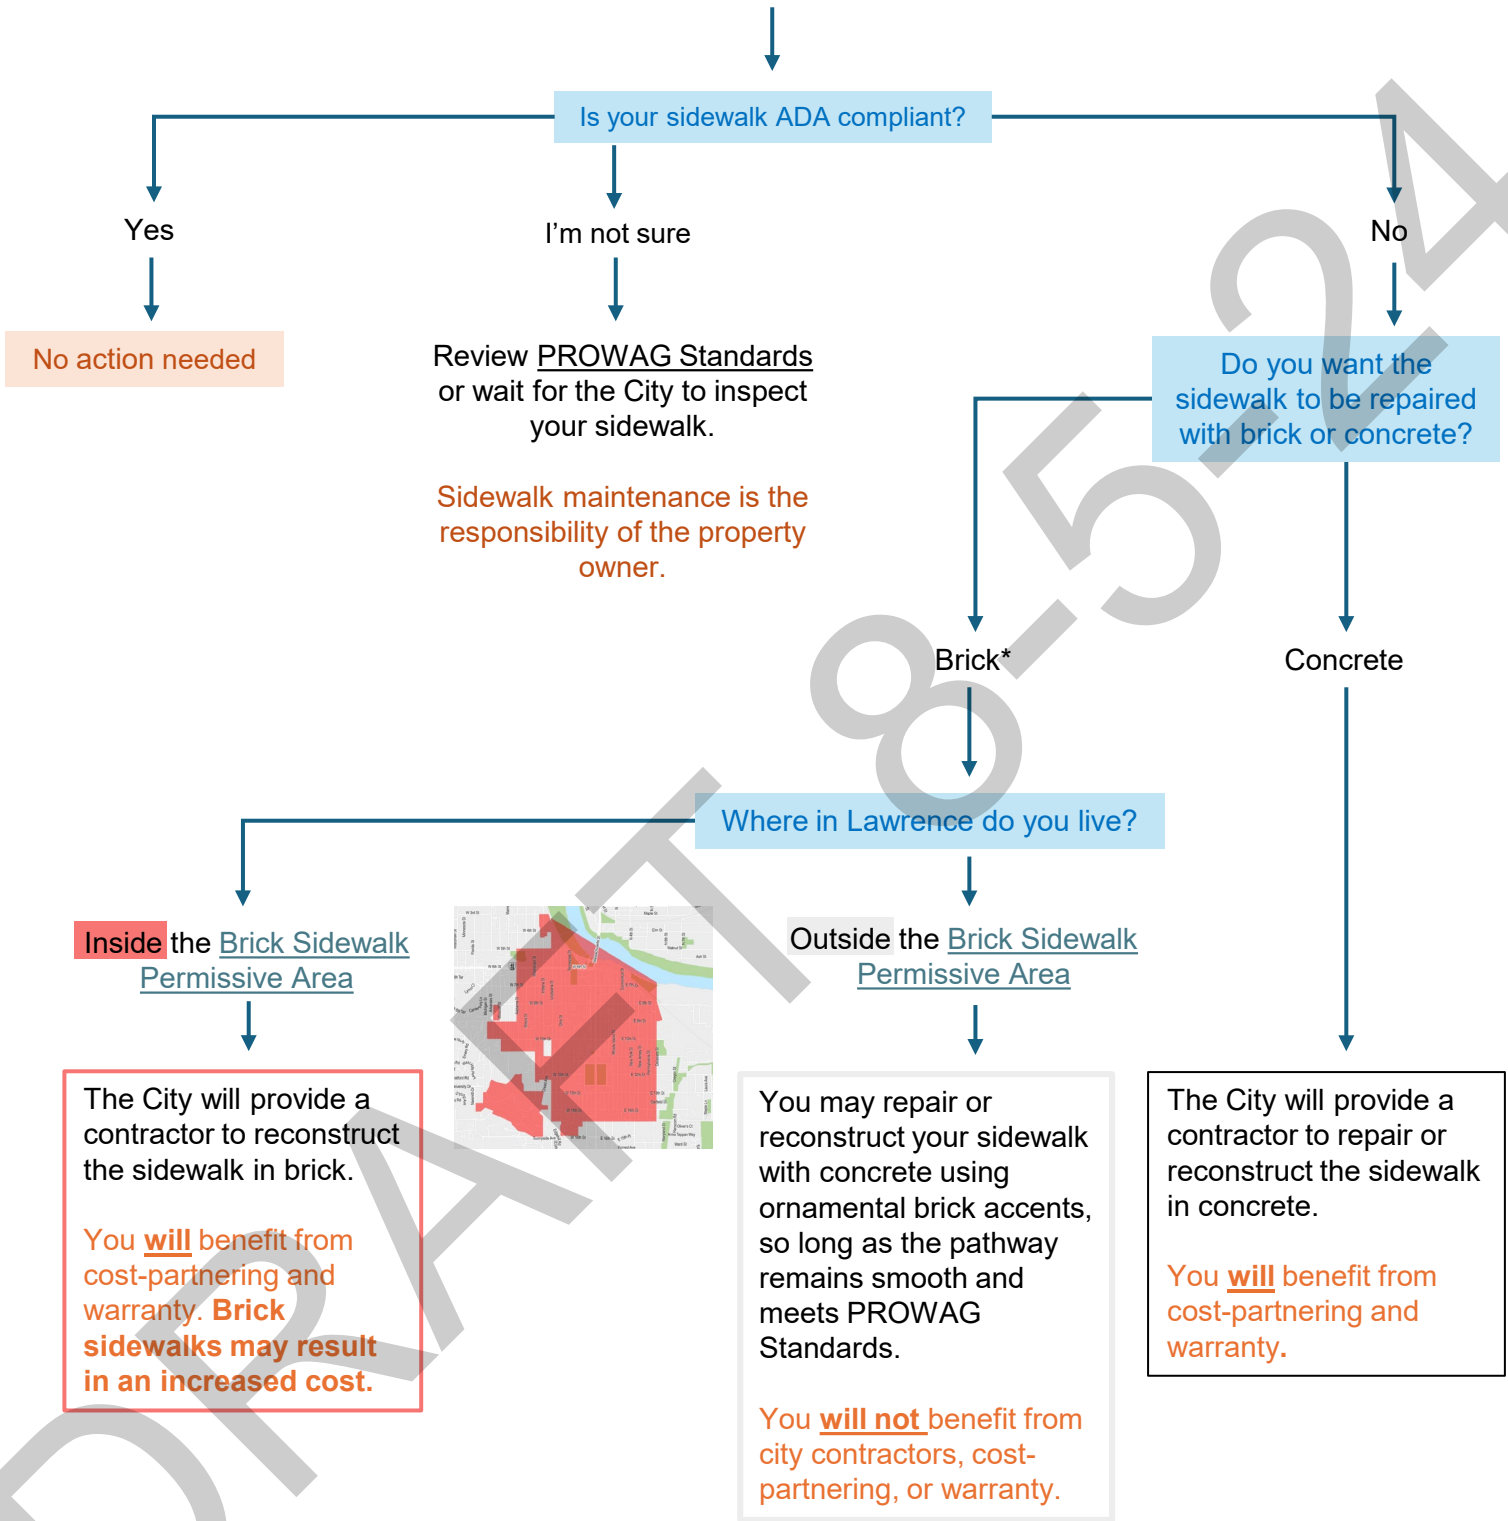 Is your sidewalk ADA compliant?
Yes
I'm not sure
No
No action needed
Review PROWAG Standards
or wait for the City to inspect
your sidewalk.
Sidewalk maintenance is the
responsibility of the property
owner.
Do you want the
sidewalk to be repaired
with brick or concrete?
Brick*
Concrete
Where in Lawrence do you live?
Inside the Brick Sidewalk
Permissive Area
Outside the Brick Sidewalk
Permissive Area
The City will provide a
contractor to reconstruct
the sidewalk in brick.
You will benefit from
cost-partnering and
warranty. Brick
sidewalks may result
in an increased cost.
You may repair or
reconstruct your sidewalk
with concrete using
ornamental brick accents,
so long as the pathway
remains smooth and
meets PROWAG
Standards.
You will not benefit from
city contractors, cost-
partnering, or warranty.
The City will provide a
contractor to repair or
reconstruct the sidewalk
in concrete.
You will benefit from
cost-partnering and
warranty.
DRAFT 8-5-24